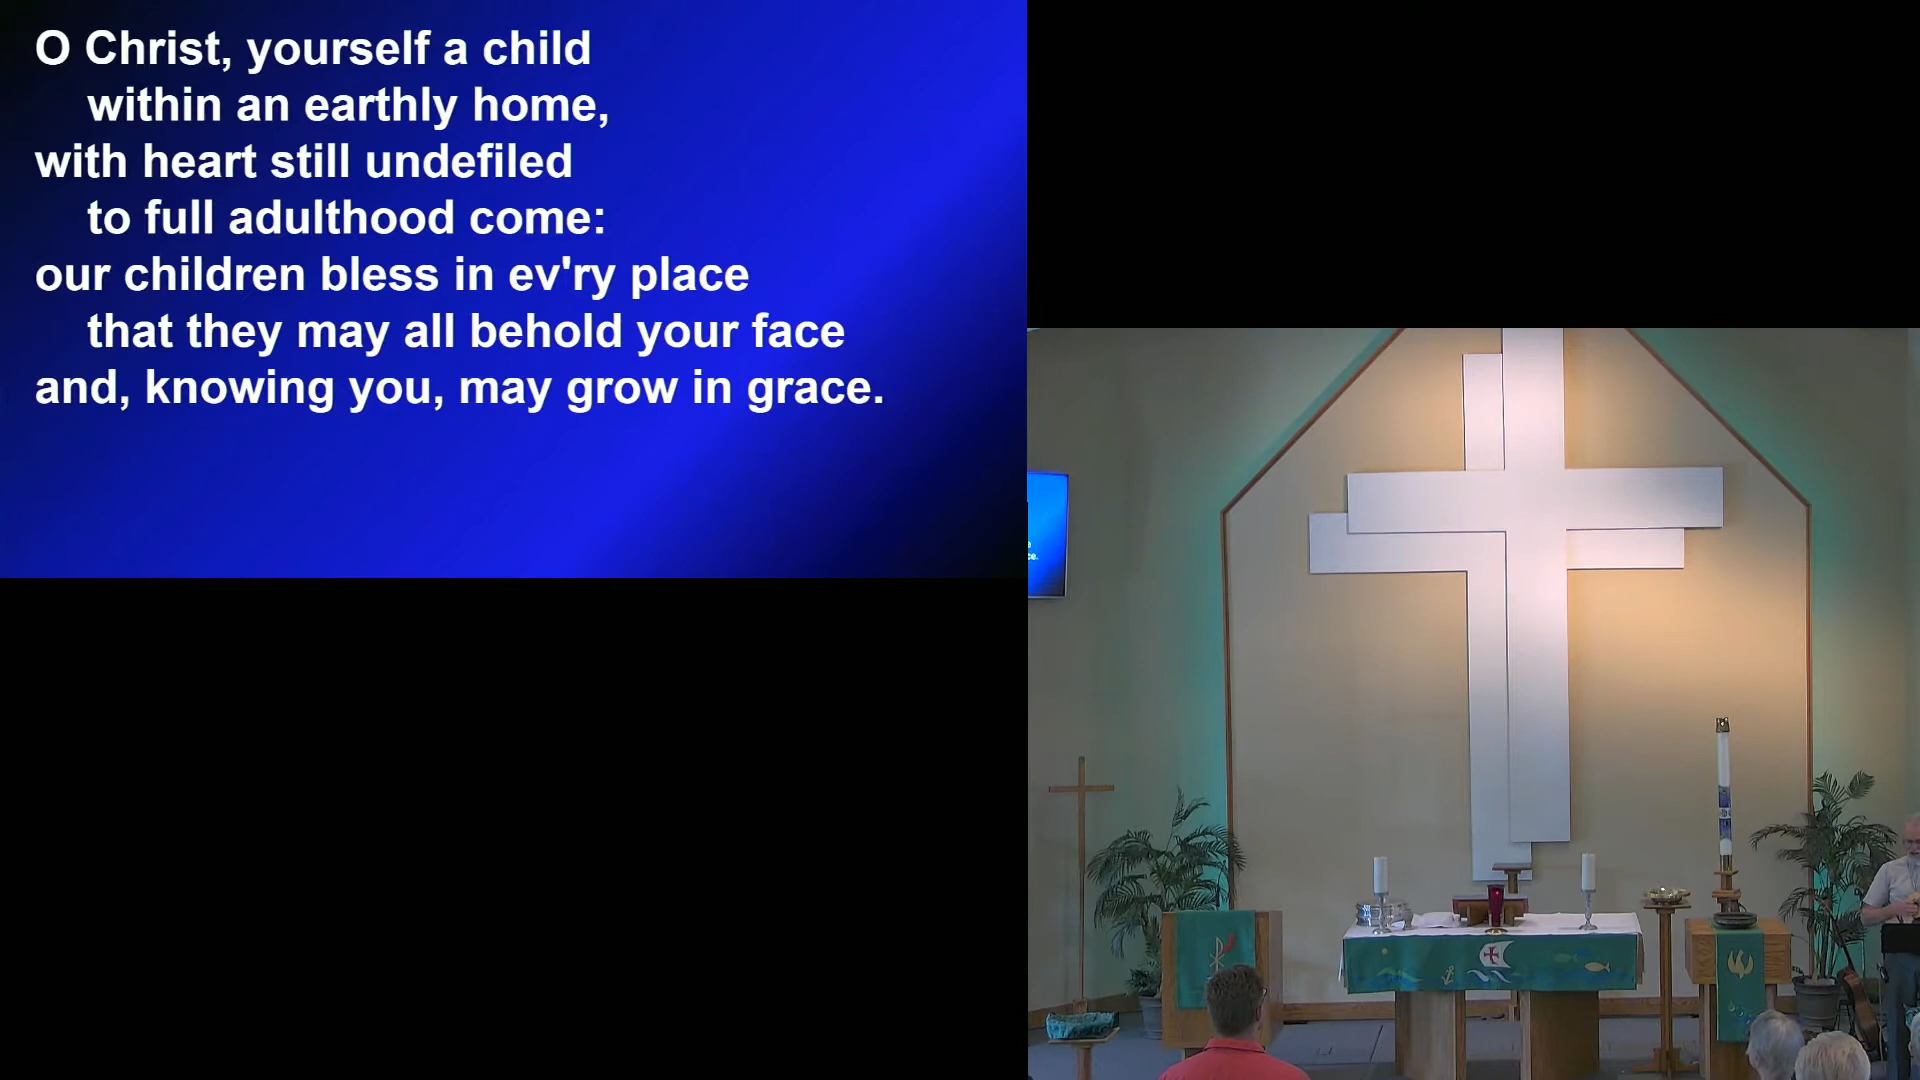 O Christ, yourself a child
within an earthly home,
with heart still undefiled
to full adulthood come:
our children bless in ev'ry place
that they may all behold your face
and, knowing you, may grow in grace.